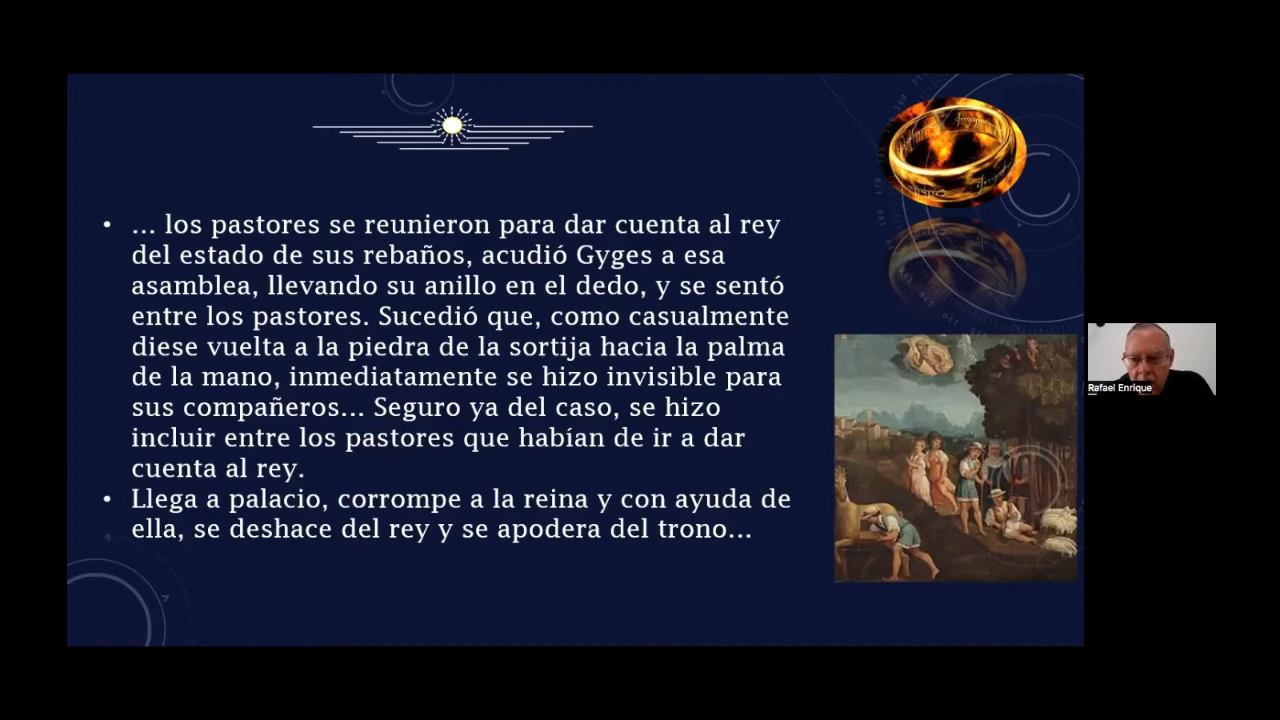 • ... los pastores se reunieron para dar cuenta al rey
del estado de sus rebaños, acudió Gyges a esa
asamblea, llevando su anillo en el dedo, y se sentó
entre los pastores. Sucedió que, como casualmente
diese vuelta a la piedra de la sortija hacia la palma
de la mano, inmediatamente se hizo invisible para
sus compañeros... Seguro ya del caso, se hizo
incluir entre los pastores que habían de ir a dar
cuenta al rey.
• Llega a palacio, corrompe a la reina y con ayuda de
ella, se deshace del rey y se apodera del trono...
Rafael Enrique